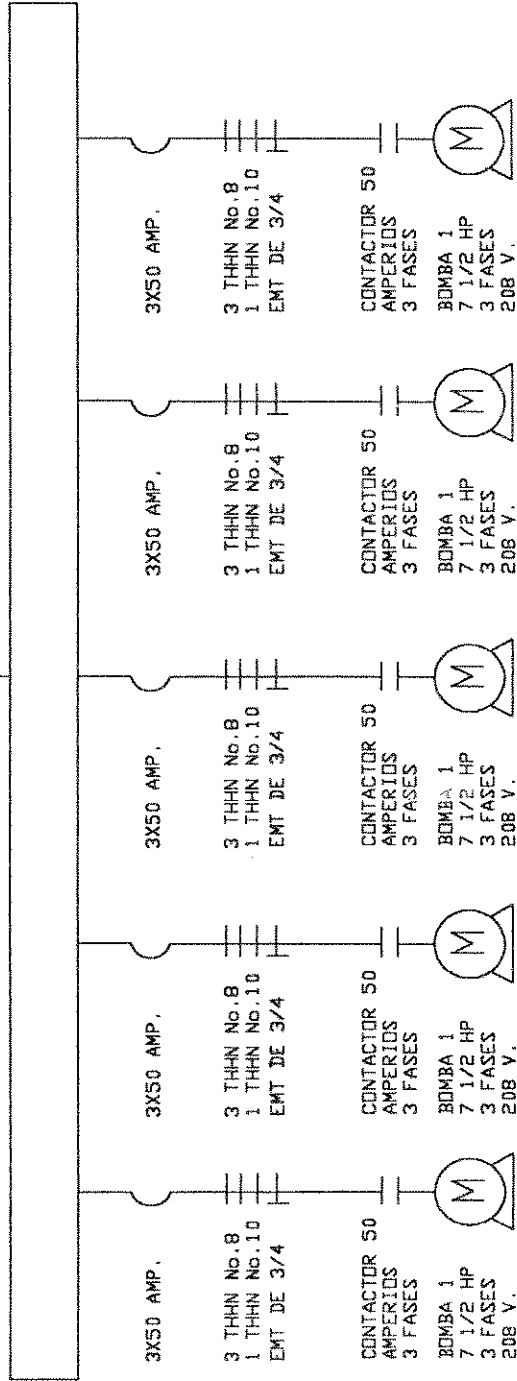 3X50 AMP.
3 THHN No.8
1 THHN No.10
EMT DE 3/4
CONTACTOR 50
AMPERIOS
3 FASES
BOMBA 1
7 1/2 HP
3 FASES
208 V.
M
3X50 AMP.
3 THHN No.8
1 THHN No.10
EMT DE 3/4
CONTACTOR 50
AMPERIOS
3 FASES
BOMBA 1
7 1/2 HP
3 FASES
208 V.
M
3X50 AMP.
3 THHN No.8
1 THHN No.10
EMT DE 3/4
CONTACTOR 50
AMPERIOS
3 FASES
BOMBA 1
7 1/2 HP
3 FASES
208 V.
M
3X50 AMP.
3 THHN No.8
1 THHN No.10
EMT DE 3/4
CONTACTOR 50
AMPERIOS
3 FASES
BOMBA 1
7 1/2 HP
3 FASES
208 V.
M
3X50 AMP.
3 THHN No.8
1 THHN No.10
EMT DE 3/4
CONTACTOR 50
AMPERIOS
3 FASES
BOMBA 1
7 1/2 HP
3 FASES
208 V.
M